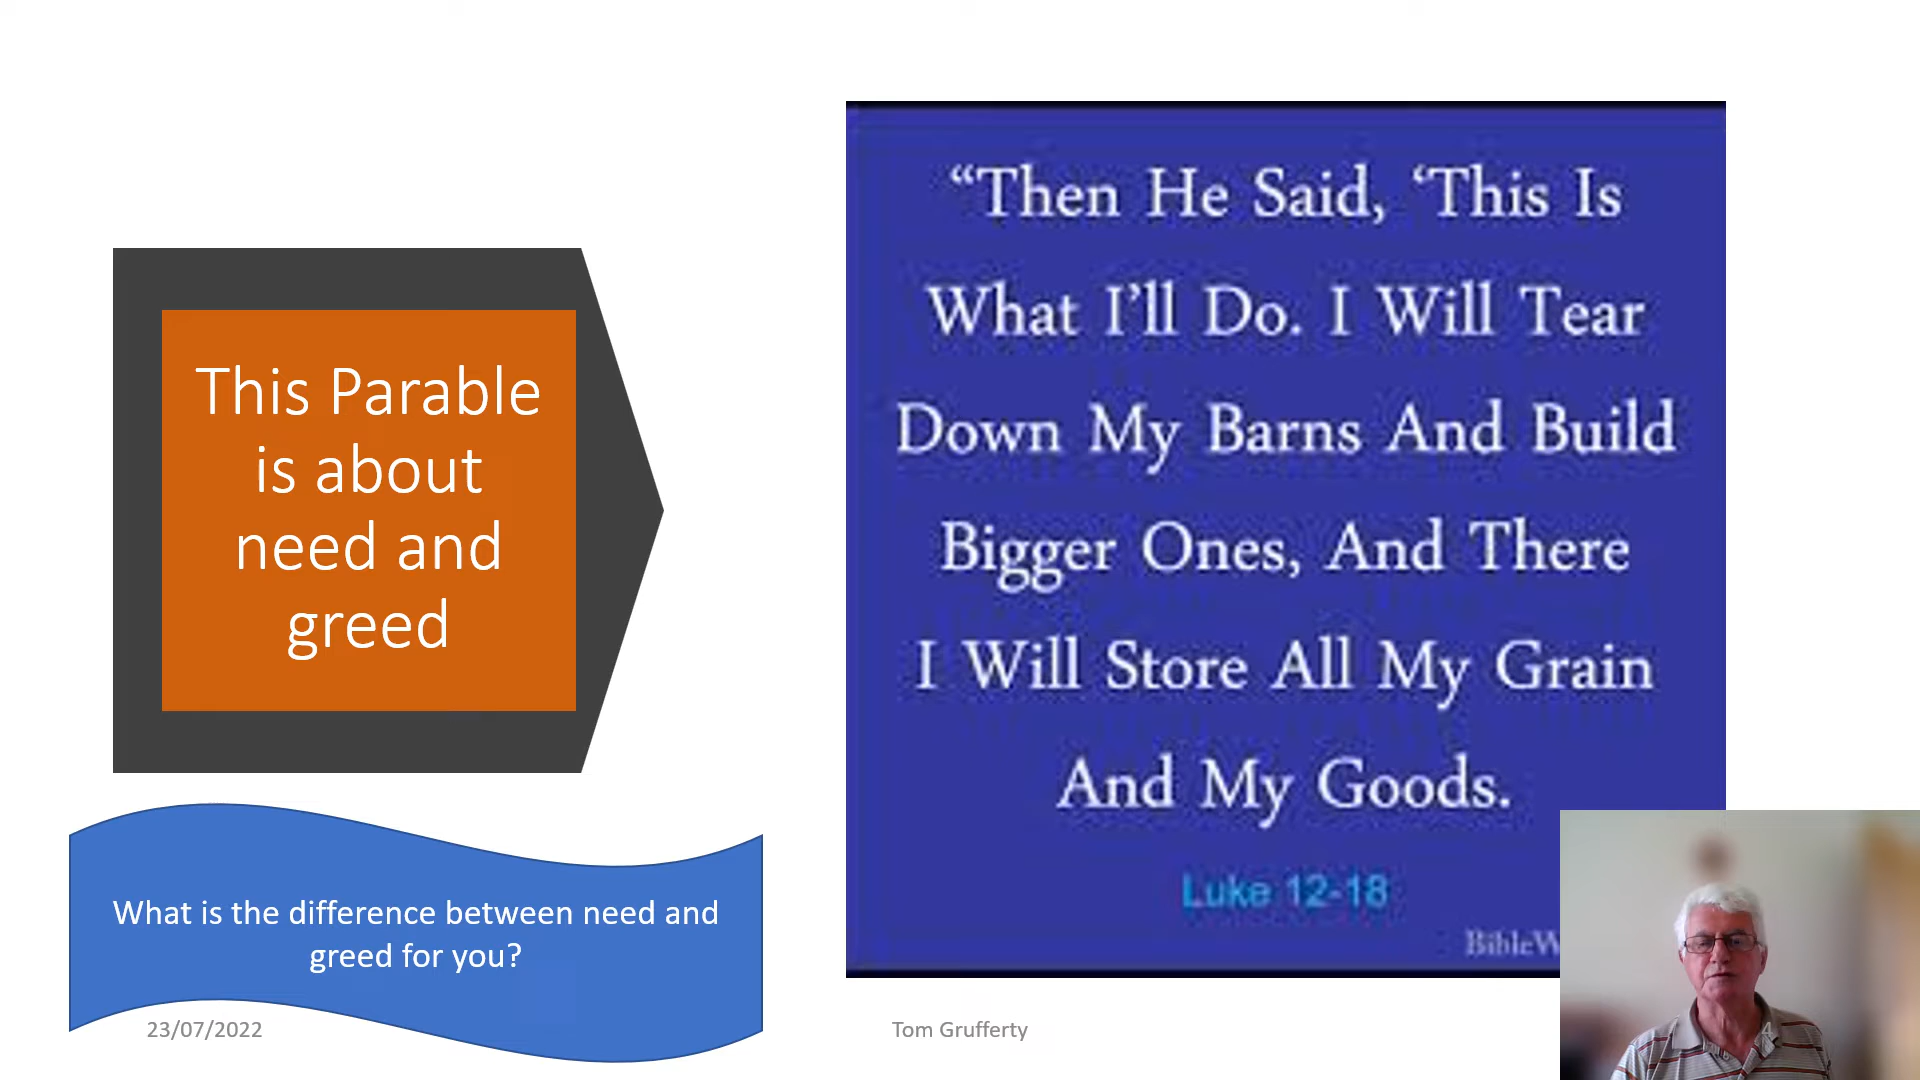 This Parable
is about
need and
greed
“Then He Said, ‘This Is
What I’ll Do. I Will Tear
Down My Barns And Build
Bigger Ones, And There
I Will Store All My Grain
And My Goods.
Luke 12-18
What is the difference between need and
greed for you?
23/07/2022
Tom Grufferty
4